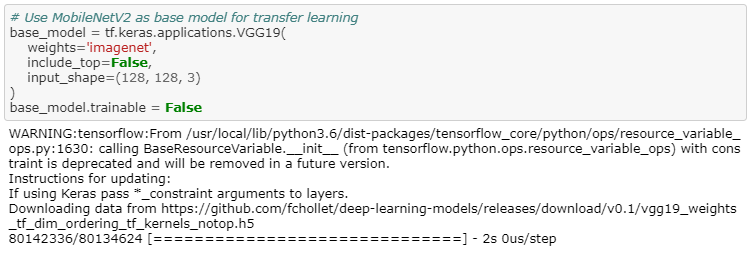 # Use MobileNetV2 as base model for transfer learning
base_model = tf.keras.applications.VGG19(
    weights='imagenet',
    include_top=False,
    input_shape=(128, 128, 3)
)
base_model.trainable = False
WARNING:tensorflow:From /usr/local/lib/python3.6/dist-packages/tensorflow_core/python/ops/resource_variable_
ops.py:1630: calling BaseResourceVariable.__init__ (from tensorflow.python.ops.resource_variable_ops) with cons
traint is deprecated and will be removed in a future version.
Instructions for updating:
If using Keras pass *_constraint arguments to layers.
Downloading data from https://github.com/fchollet/deep-learning-models/releases/download/v0.1/vgg19_weights
_tf_dim_ordering_tf_kernels_notop.h5
80142336/80134624 [==============================] - 2s 0us/step